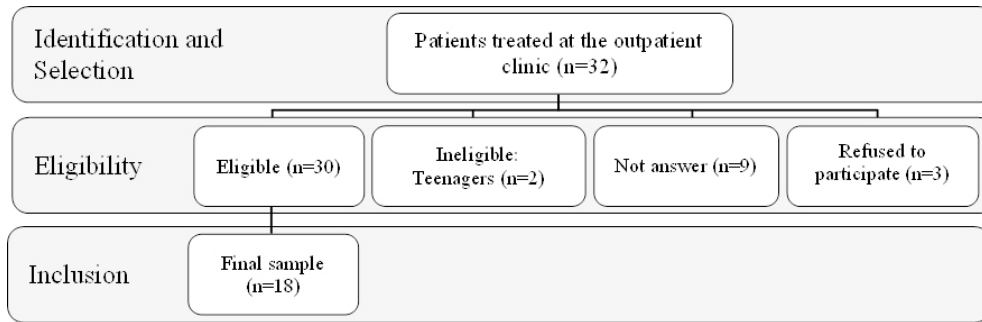 Identification and
Selection
Patients treated at the outpatient
clinic (n=32)
Eligibility
Eligible (n=30)
Ineligible:
Teenagers (n=2)
Not answer (n=9)
Refused to
participate (n=3)
Inclusion
Final sample
(n=18)